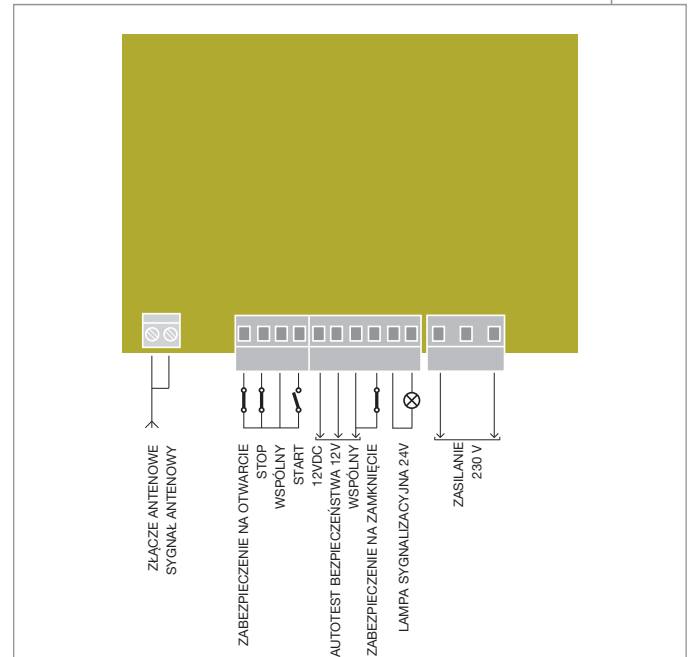 ZŁĄCZE ANTENOWE
SYGNAŁ ANTENOWY
ZABEZPIECZENIE NA OTWARCIE
STOP
WSPÓLNY
START
12VDC
AUTOTEST BEZPIECZEŃSTWA 12V
WSPÓLNY
ZABEZPIECZENIE NA ZAMKNIĘCIE
LAMPA SYGNALIZACYJNA 24V
ZASILANIE
230 V